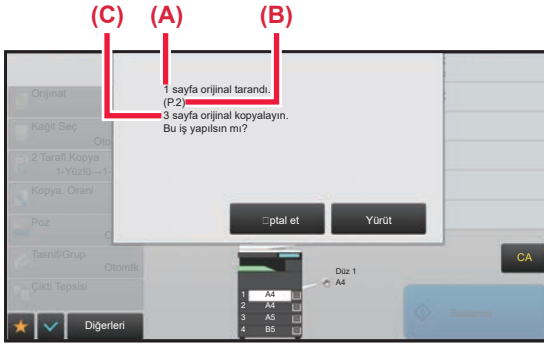 (C) (A) (B)
1 sayfa orijinal tarandı.
(P.2)
3 sayfa orijinal kopyalayın.
Bu iş yapılsın mı?
□ptal et
Yürüt
Orijinal
Kağıt Seç
Oto
2 Taraflı Kopya
1-Yüzlü→1-
Kopya. Oranı
Poz
Tasnif/Grup
Otomtk
Çıktı Tepsisi
Diğerleri
Düz 1
A4
1 A4
2 A4
3 A5
4 B5
CA